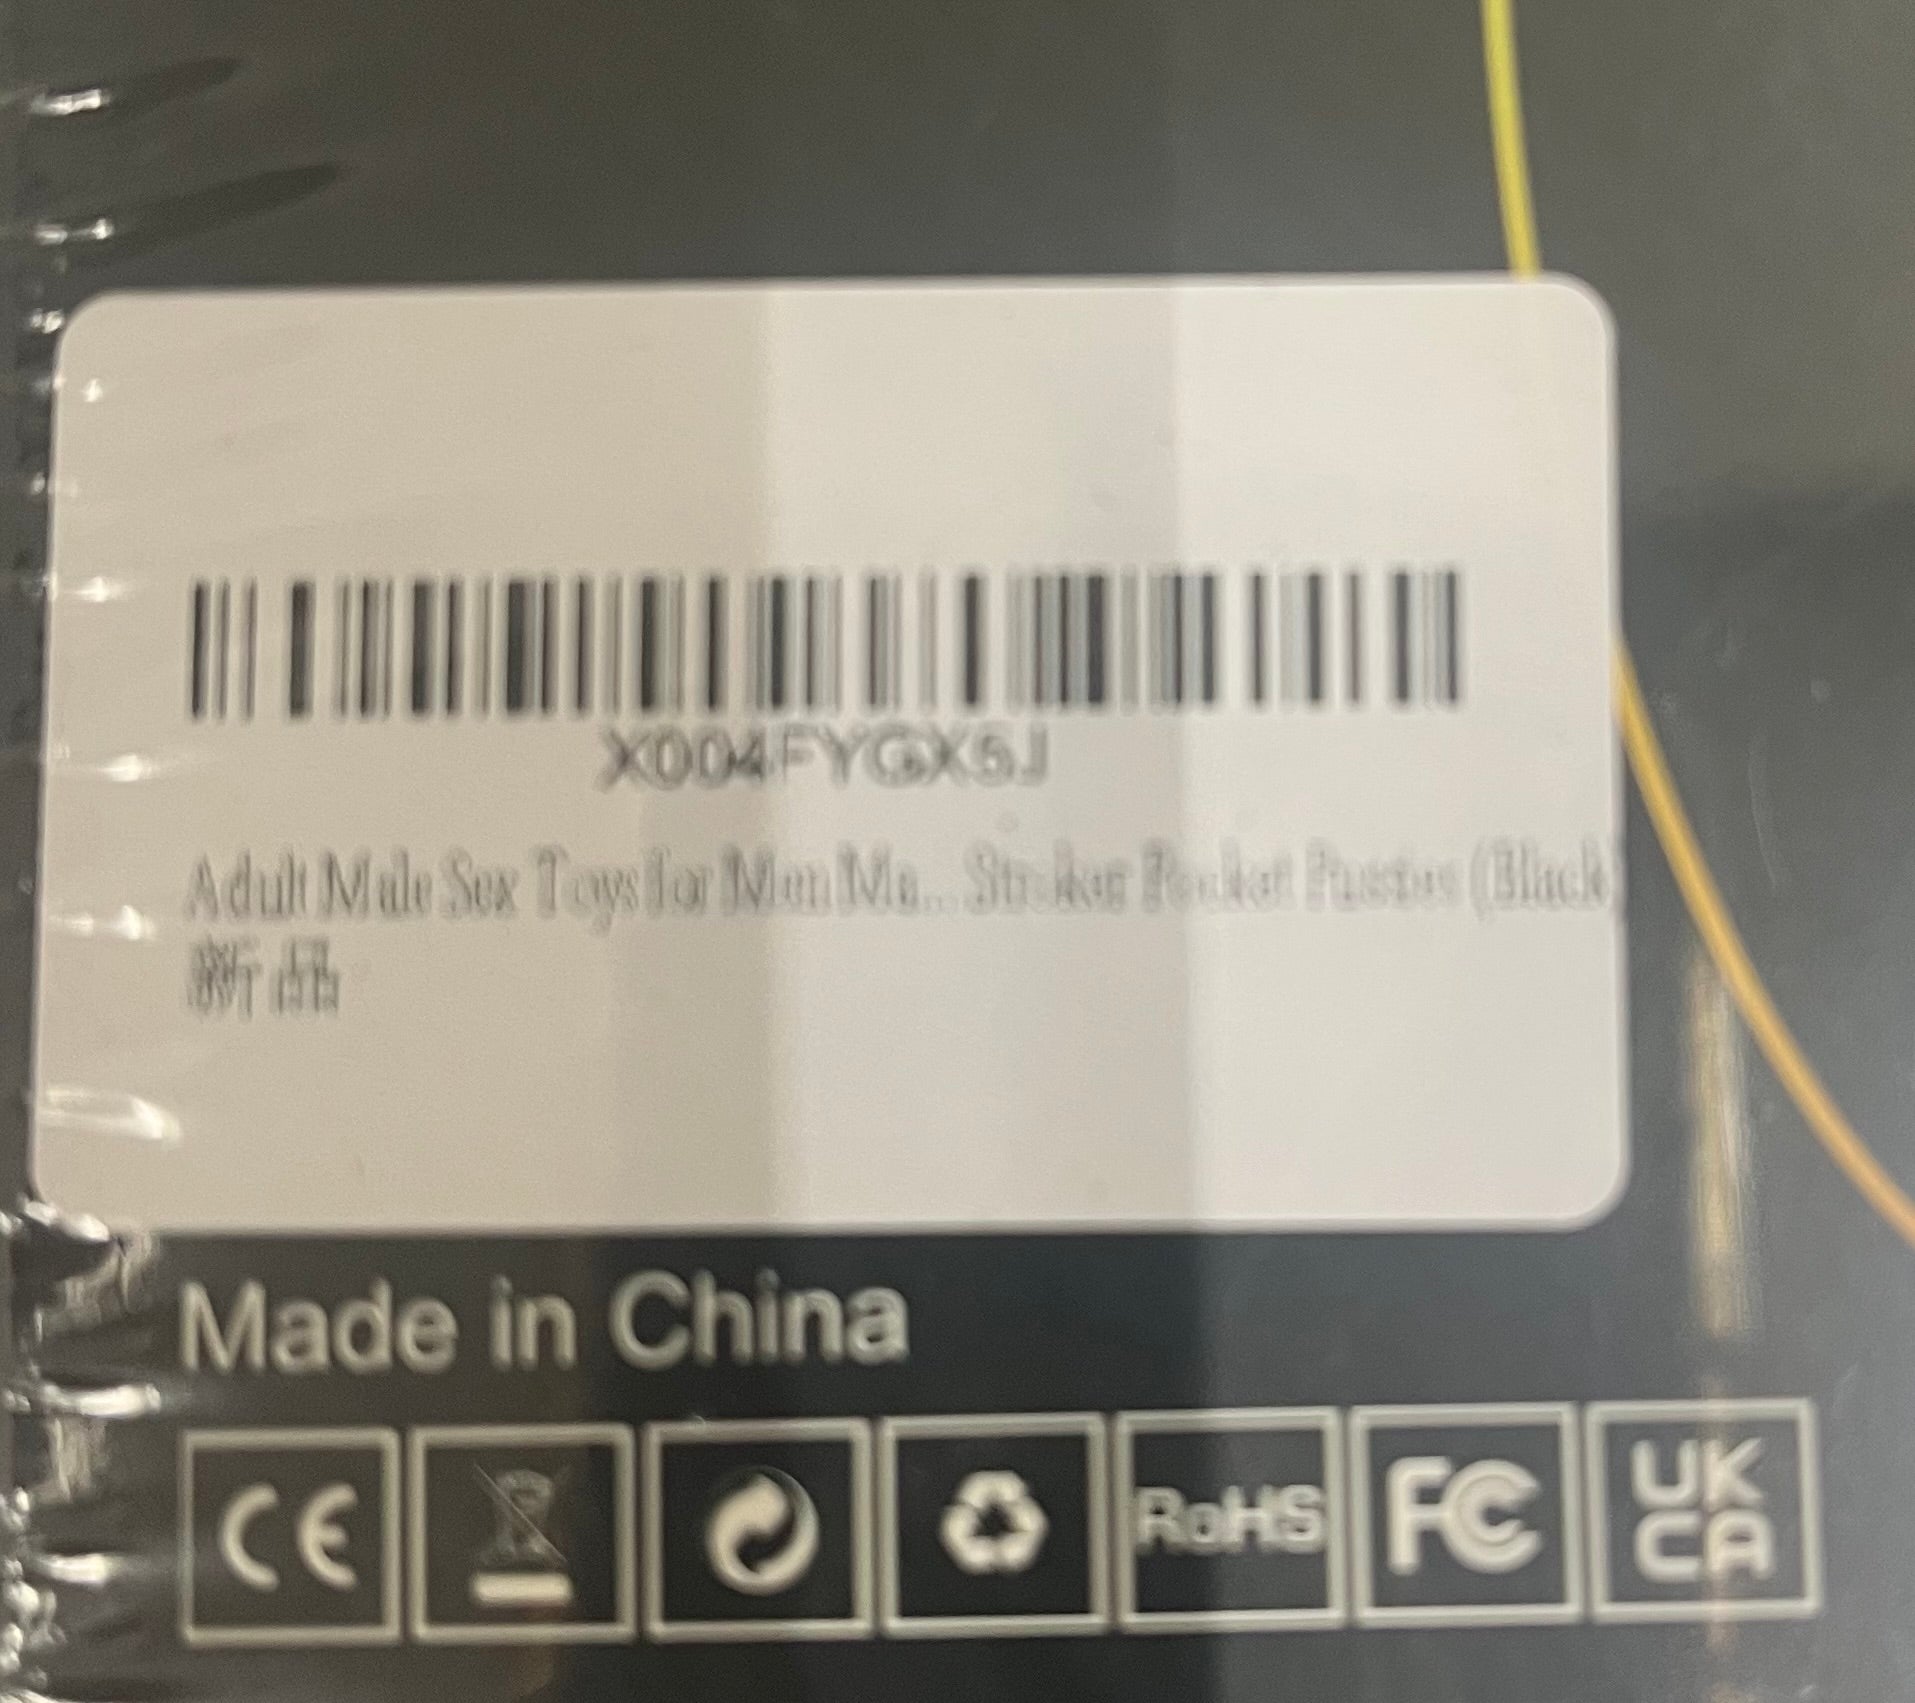 X004FYGX5J
Adult Male Sex Toys for Men Ma... Stroker Pocket Pussies (Black)
新品
Made in China
CE
RoHS
FC
UK
CA